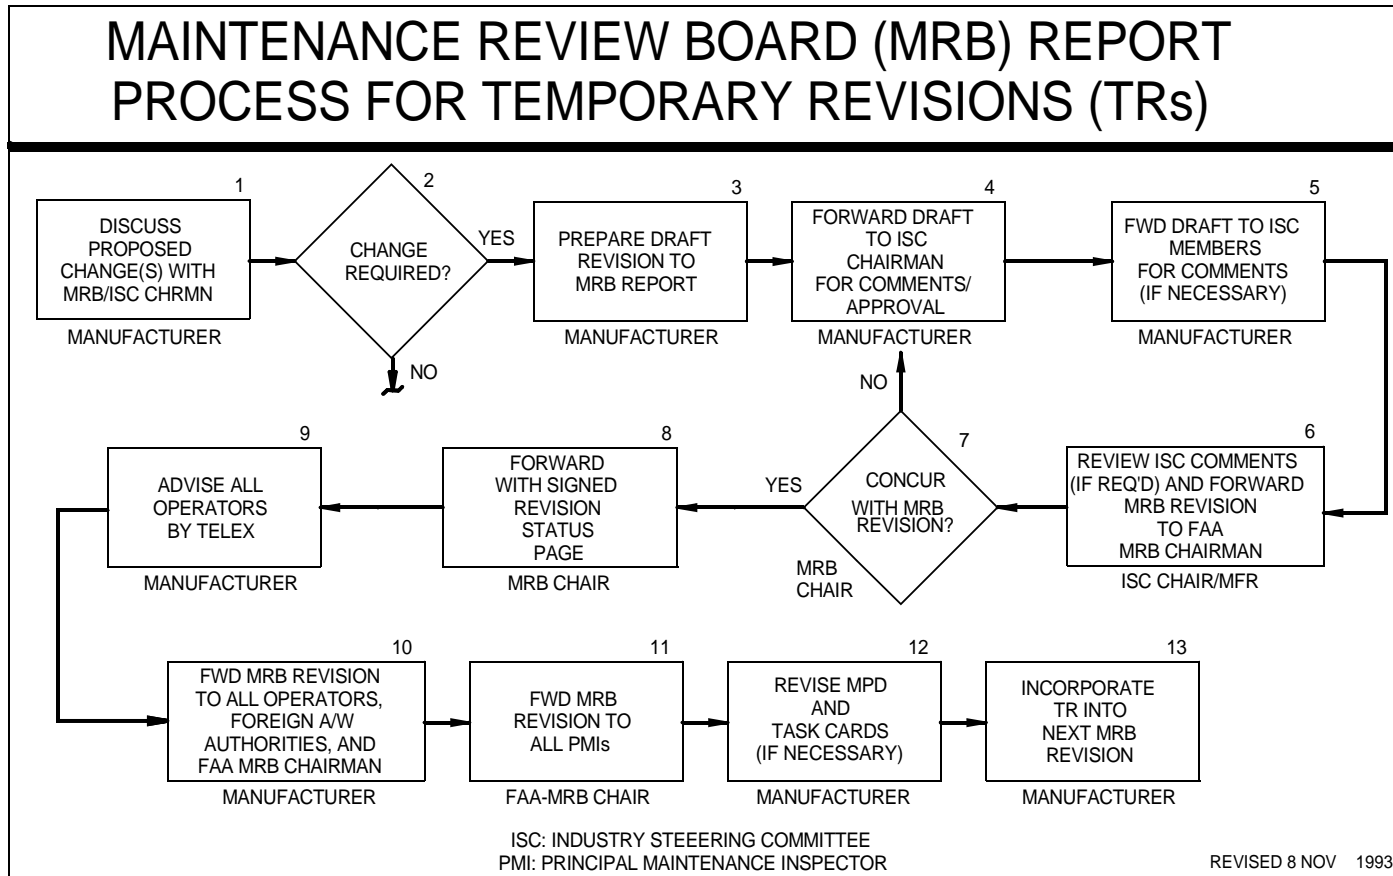 MAINTENANCE REVIEW BOARD (MRB) REPORT
PROCESS FOR TEMPORARY REVISIONS (TRs)
1
DISCUSS
PROPOSED
CHANGE(S) WITH
MRB/ISC CHRMN
MANUFACTURER
2
CHANGE
REQUIRED?
YES
NO
3
PREPARE DRAFT
REVISION TO
MRB REPORT
MANUFACTURER
4
FORWARD DRAFT
TO ISC
CHAIRMAN
FOR COMMENTS/
APPROVAL
MANUFACTURER
5
FWD DRAFT TO ISC
MEMBERS
FOR COMMENTS
(IF NECESSARY)
MANUFACTURER
6
REVIEW ISC COMMENTS
(IF REQ'D) AND FORWARD
MRB REVISION
TO FAA
MRB CHAIRMAN
ISC CHAIR/MFR
7
CONCUR
WITH MRB
REVISION?
NO
YES
MRB
CHAIR
8
FORWARD
WITH SIGNED
REVISION
STATUS
PAGE
MRB CHAIR
9
ADVISE ALL
OPERATORS
BY TELEX
MANUFACTURER
10
FWD MRB REVISION
TO ALL OPERATORS,
FOREIGN A/W
AUTHORITIES, AND
FAA MRB CHAIRMAN
MANUFACTURER
11
FWD MRB
REVISION TO
ALL PMIs
FAA-MRB CHAIR
12
REVISE MPD
AND
TASK CARDS
(IF NECESSARY)
MANUFACTURER
13
INCORPORATE
TR INTO
NEXT MRB
REVISION
MANUFACTURER
ISC: INDUSTRY STEEERING COMMITTEE
PMI: PRINCIPAL MAINTENANCE INSPECTOR
REVISED 8 NOV 1993